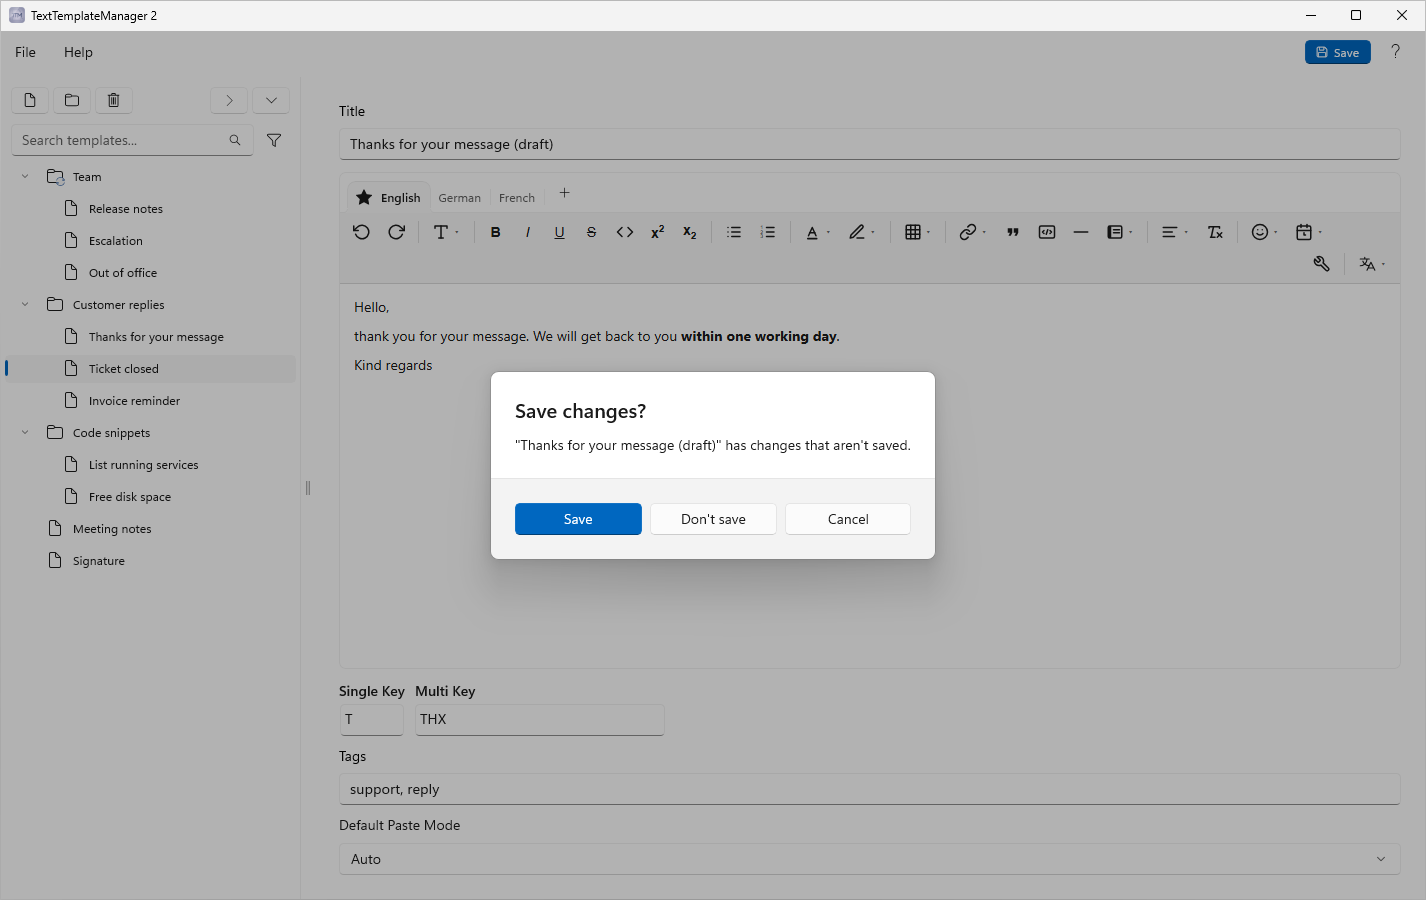 TextTemplateManager 2
File Help
Save ?
Search templates...
Team
Release notes
Escalation
Out of office
Customer replies
Thanks for your message
Ticket closed
Invoice reminder
Code snippets
List running services
Free disk space
Meeting notes
Signature
Title
Thanks for your message (draft)
English German French +
Hello,
thank you for your message. We will get back to you within one working day.
Kind regards
Save changes?
"Thanks for your message (draft)" has changes that aren't saved.
Save Don't save Cancel
Single Key Multi Key
T THX
Tags
support, reply
Default Paste Mode
Auto